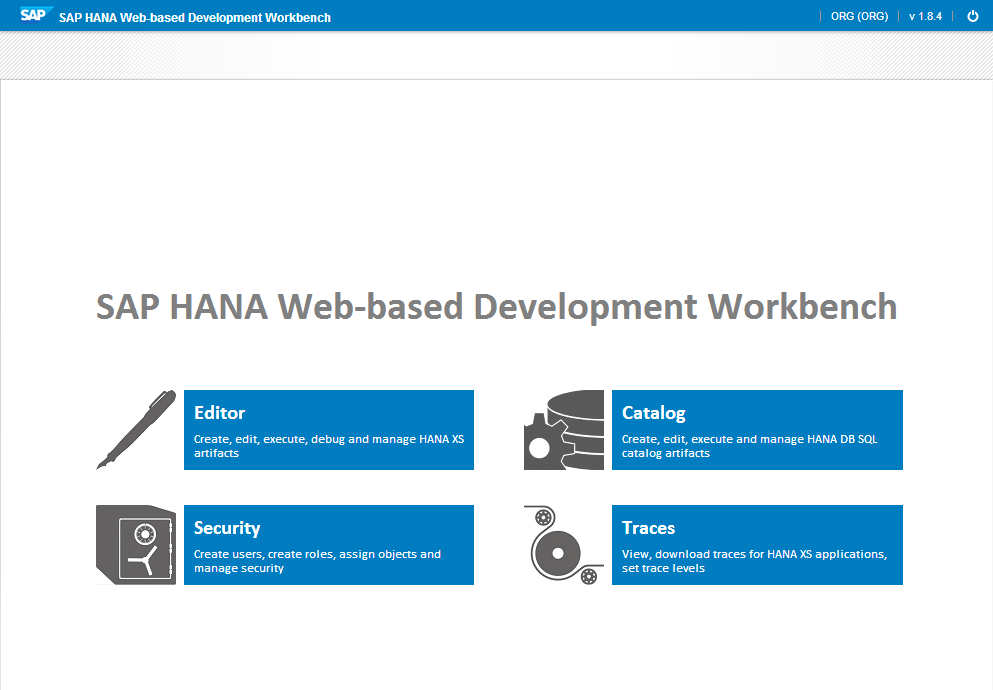 SAP SAP HANA Web-based Development Workbench | ORG (ORG) | v 1.8.4 |
SAP HANA Web-based Development Workbench
Editor
Create, edit, execute, debug and manage HANA XS
artifacts
Catalog
Create, edit, execute and manage HANA DB SQL
catalog artifacts
Security
Create users, create roles, assign objects and
manage security
Traces
View, download traces for HANA XS applications,
set trace levels